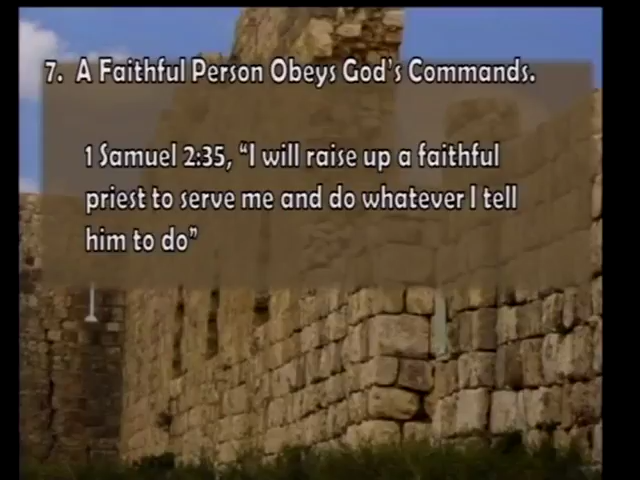 7. A Faithful Person Obeys God's Commands.
1 Samuel 2:35, "I will raise up a faithful
priest to serve me and do whatever I tell
him to do"